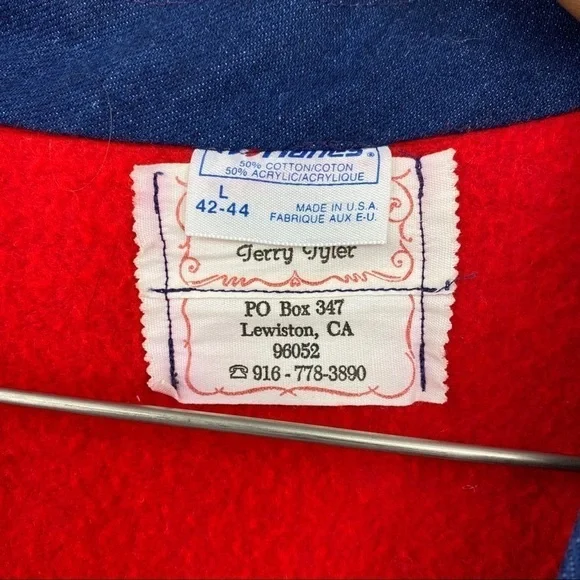 Hanes®
50% COTTON/COTON
50% ACRYLIC/ACRYLIQUE
L
42-44
MADE IN U.S.A.
FABRIQUE AUX E-U.
Terry Tyler
PO Box 347
Lewiston, CA
96052
☎ 916 - 778-3890